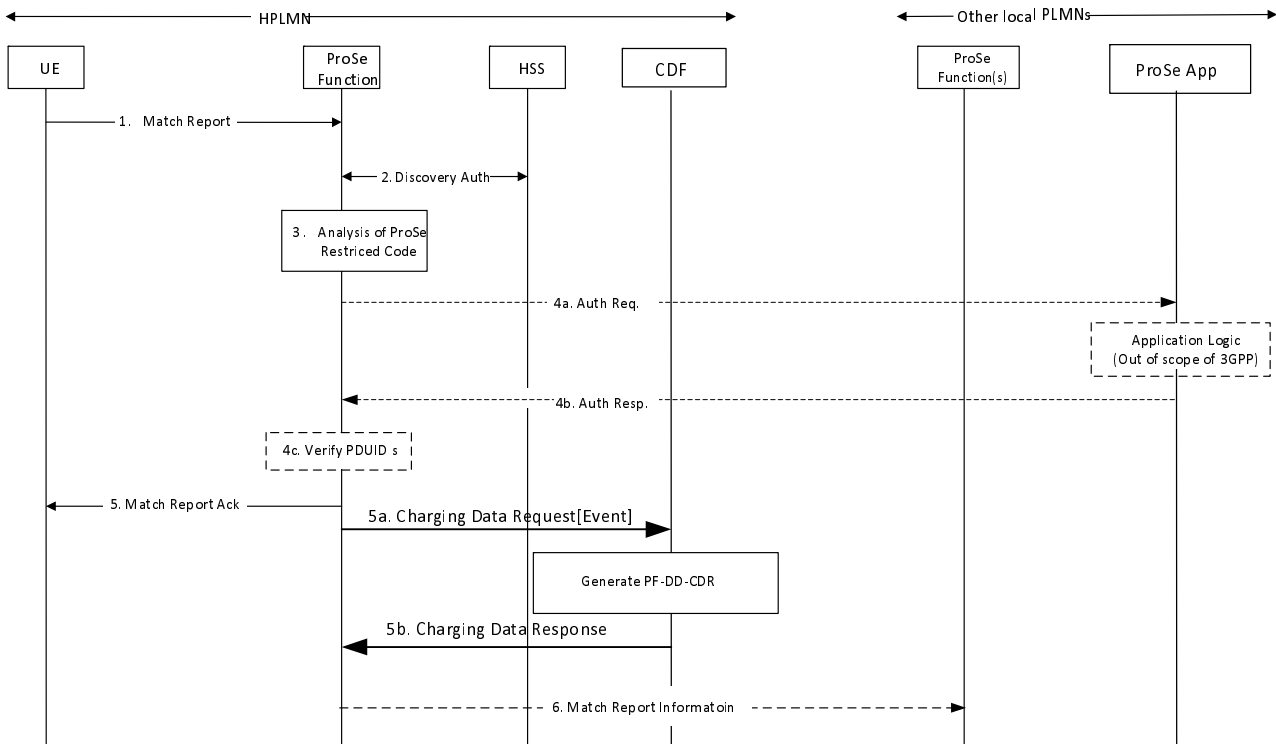 HPLMN
Other local PLMNs
UE
ProSe
Function
HSS
CDF
ProSe
Function(s)
ProSe App
1. Match Report
2. Discovery Auth
3. Analysis of ProSe
Restriced Code
4a. Auth Req.
Application Logic
(Out of scope of 3GPP)
4b. Auth Resp.
4c. Verify PDUID s
5. Match Report Ack
5a. Charging Data Request[Event]
Generate PF-DD-CDR
5b. Charging Data Response
6. Match Report Informatoin